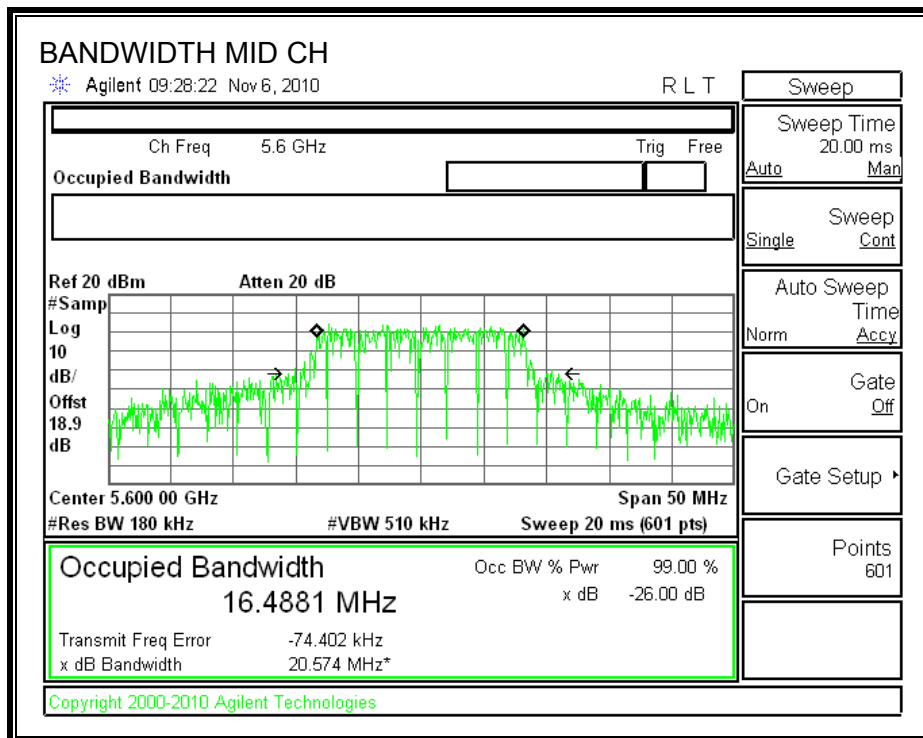 BANDWIDTH MID CH
Agilent 09:28:22 Nov 6, 2010 R L T
Sweep
Ch Freq 5.6 GHz Trig Free
Occupied Bandwidth
Sweep Time
20.00 ms
Auto Man
Sweep
Single Cont
Auto Sweep
Time
Norm Accy
Gate
On Off
Gate Setup
Points
601
Ref 20 dBm Atten 20 dB
#Samp
Log
10
dB/
Offst
18.9
dB
Center 5.600 00 GHz Span 50 MHz
#Res BW 180 kHz #VBW 510 kHz Sweep 20 ms (601 pts)
Occupied Bandwidth
16.4881 MHz
Occ BW % Pwr 99.00 %
x dB -26.00 dB
Transmit Freq Error -74.402 kHz
x dB Bandwidth 20.574 MHz*
Copyright 2000-2010 Agilent Technologies